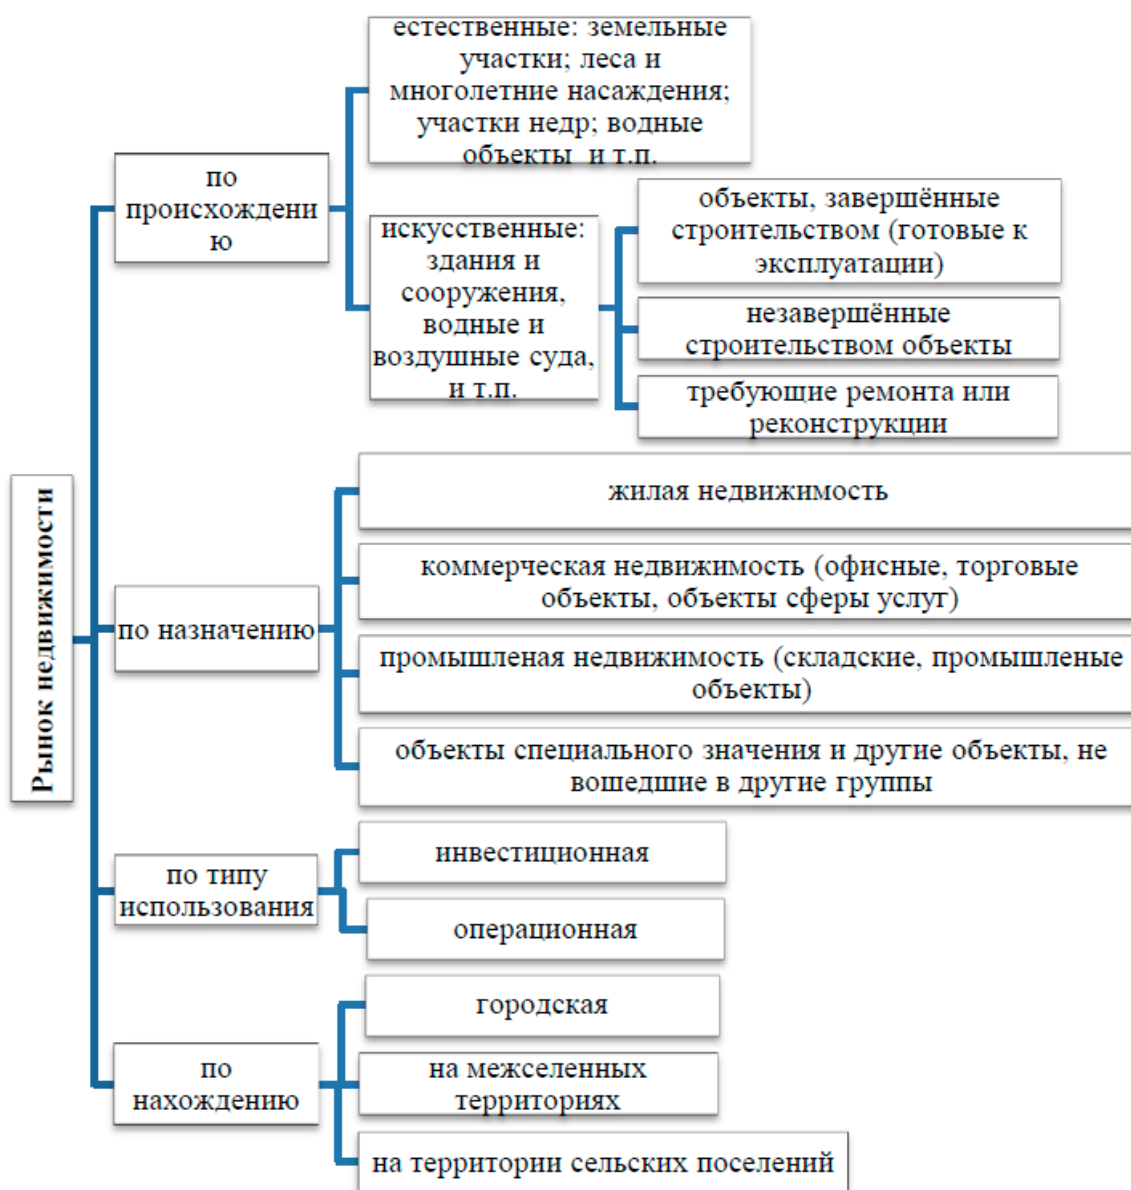 Рынок недвижимости
по
происхождени
ю
естественные: земельные
участки; леса и
многолетние насаждения;
участки недр; водные
объекты и т.п.
искусственные:
здания и
сооружения,
водные и
воздушные суда,
и т.п.
объекты, завершённые
строительством (готовые к
эксплуатации)
незавершённые
строительством объекты
требующие ремонта или
реконструкции
по назначению
жилая недвижимость
коммерческая недвижимость (офисные, торговые
объекты, объекты сферы услуг)
промышленая недвижимость (складские, промышленые
объекты)
объекты специального значения и другие объекты, не
вошедшие в другие группы
по типу
использования
инвестиционная
операционная
по
нахождению
городская
на межселенных
территориях
на территории сельских поселений